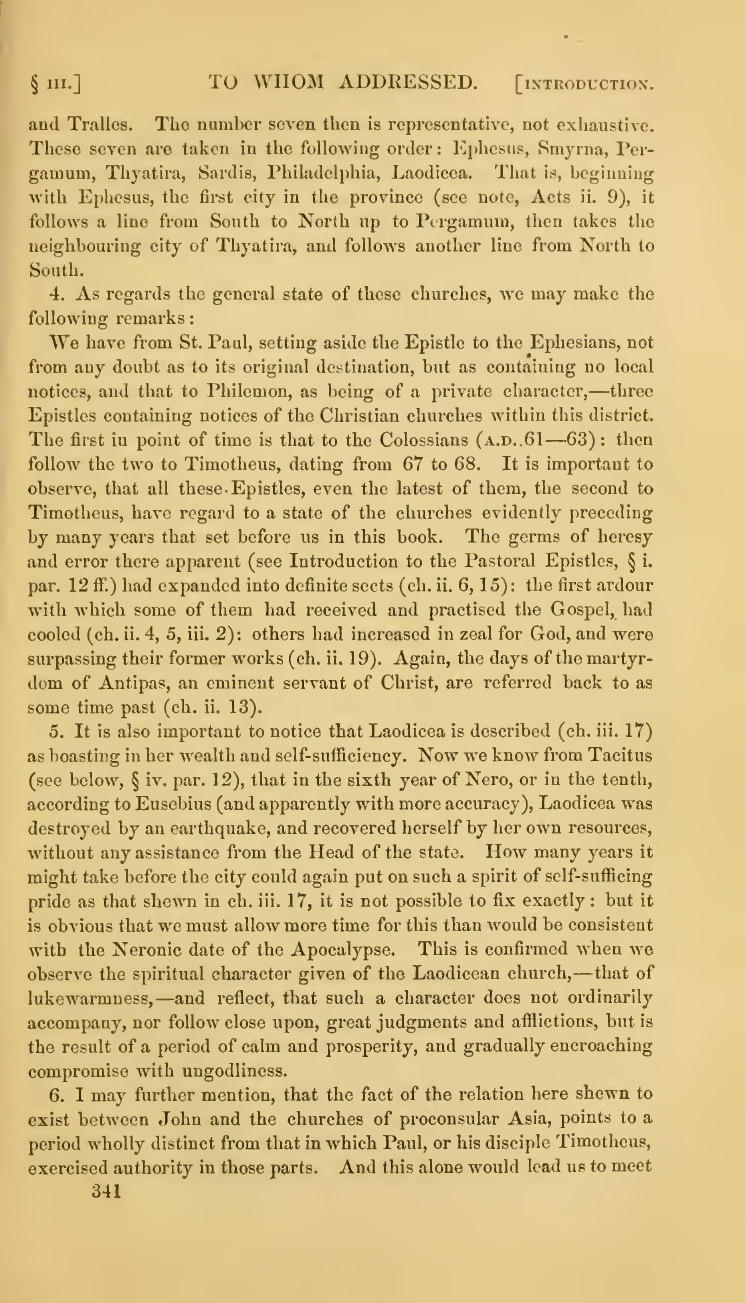 § III.] TO WHOM ADDRESSED. [INTRODUCTION.
and Tralles. The number seven then is representative, not exhaustive.
These seven are taken in the following order: Ephesus, Smyrna, Per-
gamum, Thyatira, Sardis, Philadelphia, Laodicea. That is, beginning
with Ephesus, the first city in the province (see note, Acts ii. 9), it
follows a line from South to North up to Pergamum, then takes the
neighbouring city of Thyatira, and follows another line from North to
South.
4. As regards the general state of these churches, we may make the
following remarks:
We have from St. Paul, setting aside the Epistle to the Ephesians, not
from any doubt as to its original destination, but as containing no local
notices, and that to Philemon, as being of a private character,—three
Epistles containing notices of the Christian churches within this district.
The first in point of time is that to the Colossians (A.D. 61—63): then
follow the two to Timotheus, dating from 67 to 68. It is important to
observe, that all these Epistles, even the latest of them, the second to
Timotheus, have regard to a state of the churches evidently preceding
by many years that set before us in this book. The germs of heresy
and error there apparent (see Introduction to the Pastoral Epistles, § i.
par. 12 ff.) had expanded into definite sects (ch. ii. 6, 15): the first ardour
with which some of them had received and practised the Gospel, had
cooled (ch. ii. 4, 5, iii. 2): others had increased in zeal for God, and were
surpassing their former works (ch. ii. 19). Again, the days of the martyr-
dom of Antipas, an eminent servant of Christ, are referred back to as
some time past (ch. ii. 13).
5. It is also important to notice that Laodicea is described (ch. iii. 17)
as boasting in her wealth and self-sufficiency. Now we know from Tacitus
(see below, § iv. par. 12), that in the sixth year of Nero, or in the tenth,
according to Eusebius (and apparently with more accuracy), Laodicea was
destroyed by an earthquake, and recovered herself by her own resources,
without any assistance from the Head of the state. How many years it
might take before the city could again put on such a spirit of self-sufficing
pride as that shewn in ch. iii. 17, it is not possible to fix exactly: but it
is obvious that we must allow more time for this than would be consistent
with the Neronic date of the Apocalypse. This is confirmed when we
observe the spiritual character given of the Laodicean church,—that of
lukewarmness,—and reflect, that such a character does not ordinarily
accompany, nor follow close upon, great judgments and afflictions, but is
the result of a period of calm and prosperity, and gradually encroaching
compromise with ungodliness.
6. I may further mention, that the fact of the relation here shewn to
exist between John and the churches of proconsular Asia, points to a
period wholly distinct from that in which Paul, or his disciple Timotheus,
exercised authority in those parts. And this alone would lead us to meet
341